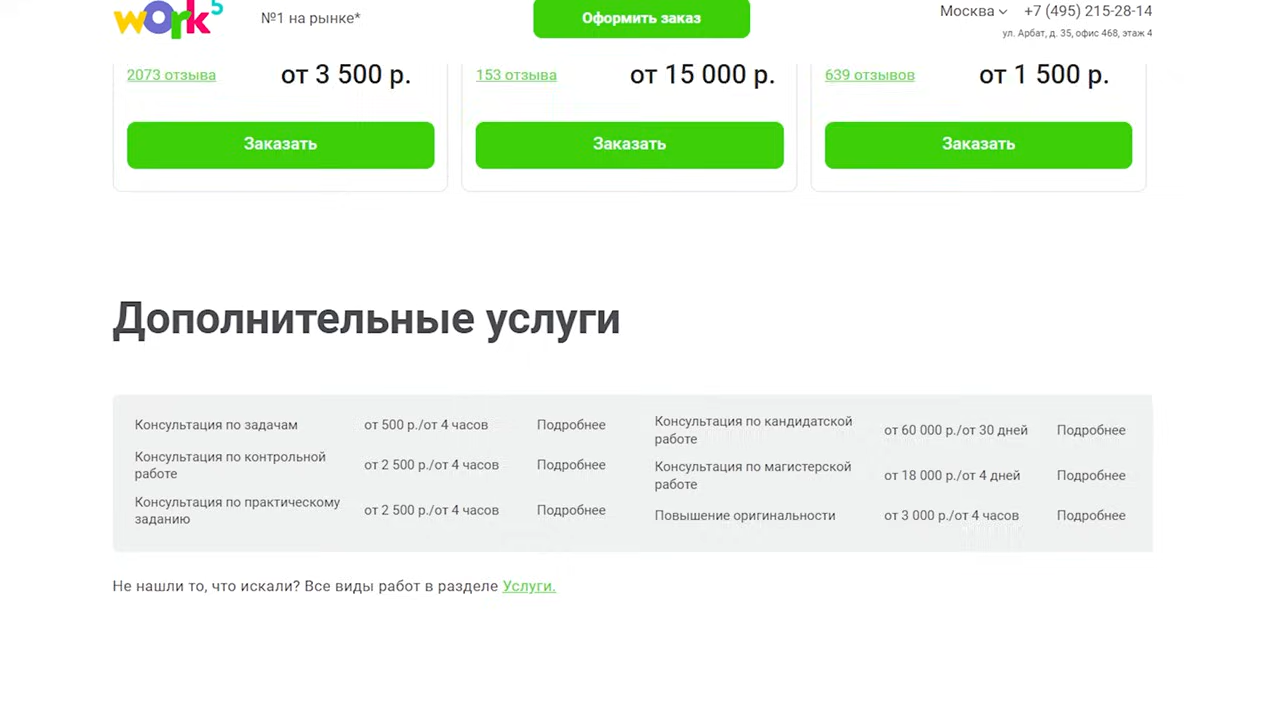 work5
№1 на рынке*
Оформить заказ
Москва
+7 (495) 215-28-14
ул. Арбат, д. 35, офис 468, этаж 4
2073 отзыва
от 3 500 р.
153 отзыва
от 15 000 р.
639 отзывов
от 1 500 р.
Заказать
Заказать
Заказать
Дополнительные услуги
Консультация по задачам
от 500 р./от 4 часов
Подробнее
Консультация по контрольной
работе
от 2 500 р./от 4 часов
Подробнее
Консультация по практическому
заданию
от 2 500 р./от 4 часов
Подробнее
Консультация по кандидатской
работе
от 60 000 р./от 30 дней
Подробнее
Консультация по магистерской
работе
от 18 000 р./от 4 дней
Подробнее
Повышение оригинальности
от 3 000 р./от 4 часов
Подробнее
Не нашли то, что искали? Все виды работ в разделе Услуги.